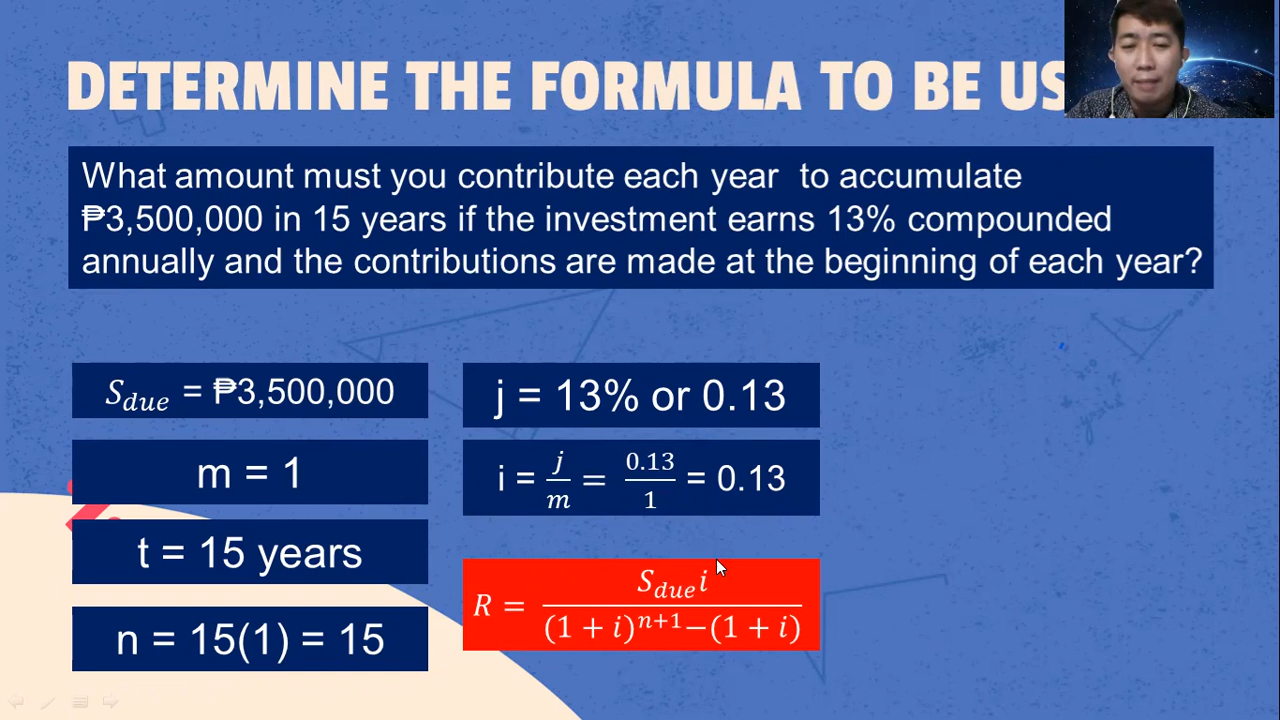 DETERMINE THE FORMULA TO BE US
What amount must you contribute each year to accumulate
₱3,500,000 in 15 years if the investment earns 13% compounded
annually and the contributions are made at the beginning of each year?
S_due = ₱3,500,000
j = 13% or 0.13
m = 1
i = j/m = 0.13/1 = 0.13
t = 15 years
n = 15(1) = 15
R = S_due i / (1 + i)^{n+1}−(1 + i)